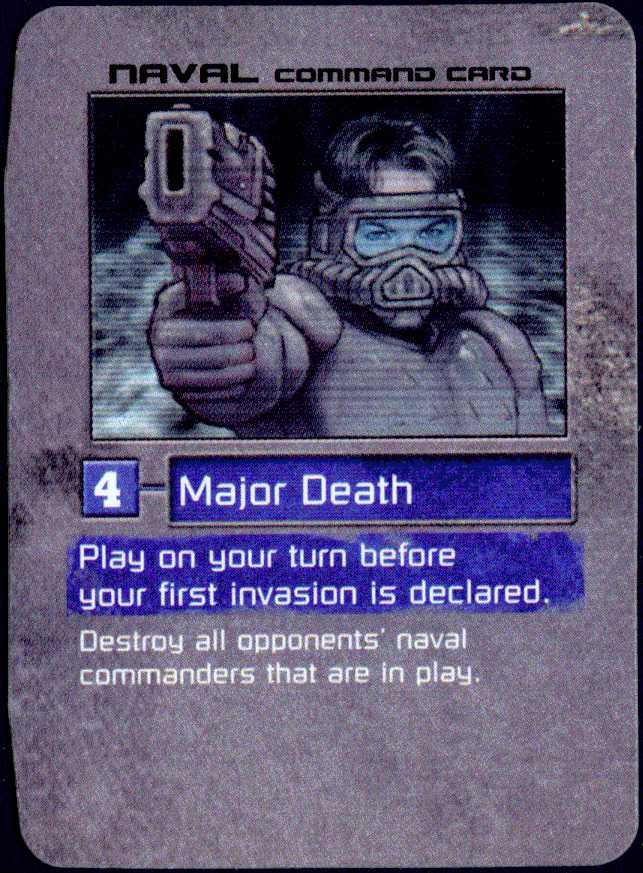 NAVAL COMMAND CARD
4 Major Death
Play on your turn before
your first invasion is declared.
Destroy all opponents' naval
commanders that are in play.